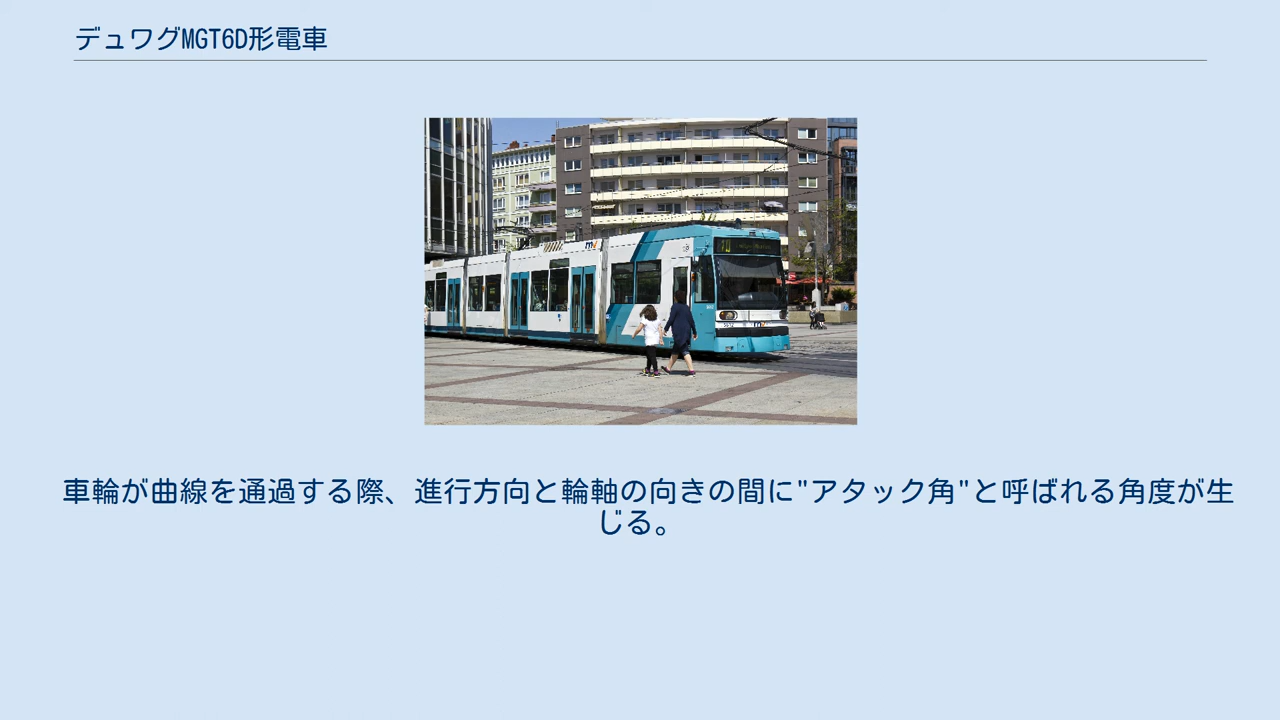 デュワグMGT6D形電車
車輪が曲線を通過する際、進行方向と輪軸の向きの間に"アタック角"と呼ばれる角度が生
じる。